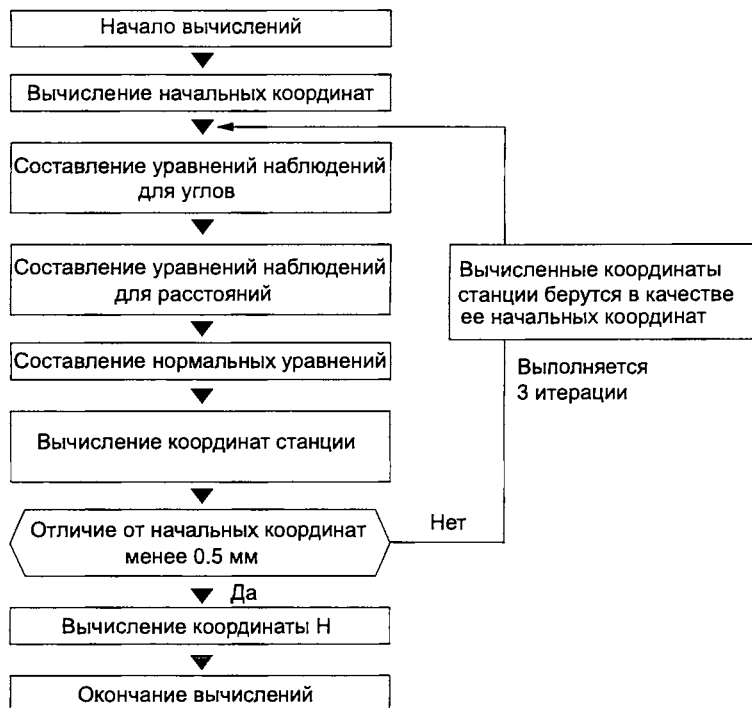 Начало вычислений
Вычисление начальных координат
Составление уравнений наблюдений
для углов
Составление уравнений наблюдений
для расстояний
Составление нормальных уравнений
Вычисление координат станции
Отличие от начальных координат
менее 0.5 мм
Нет
Вычисленные координаты
станции берутся в качестве
ее начальных координат
Выполняется
3 итерации
Да
Вычисление координаты Н
Окончание вычислений